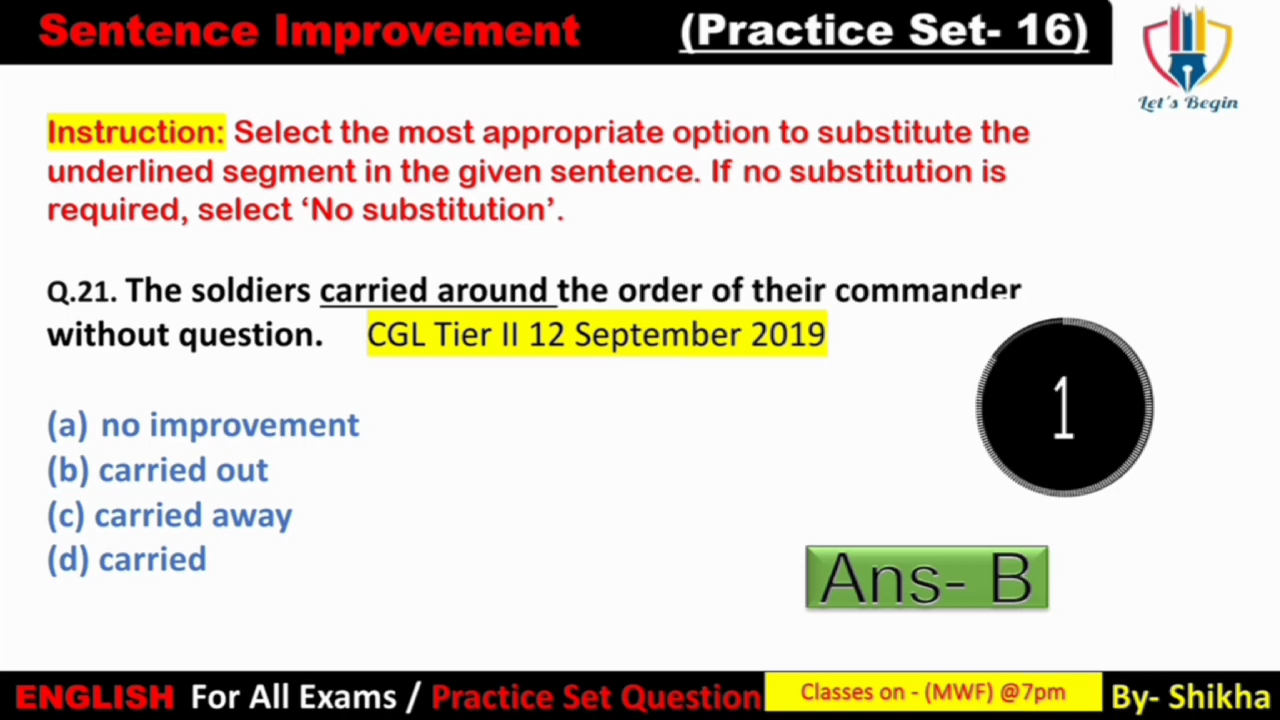 Sentence Improvement (Practice Set- 16)
Let's Begin
Instruction: Select the most appropriate option to substitute the
underlined segment in the given sentence. If no substitution is
required, select ‘No substitution’.
Q.21. The soldiers carried around the order of their commander
without question. CGL Tier II 12 September 2019
1
(a) no improvement
(b) carried out
(c) carried away
(d) carried
Ans- B
ENGLISH For All Exams / Practice Set Question Classes on - (MWF) @7pm By- Shikha